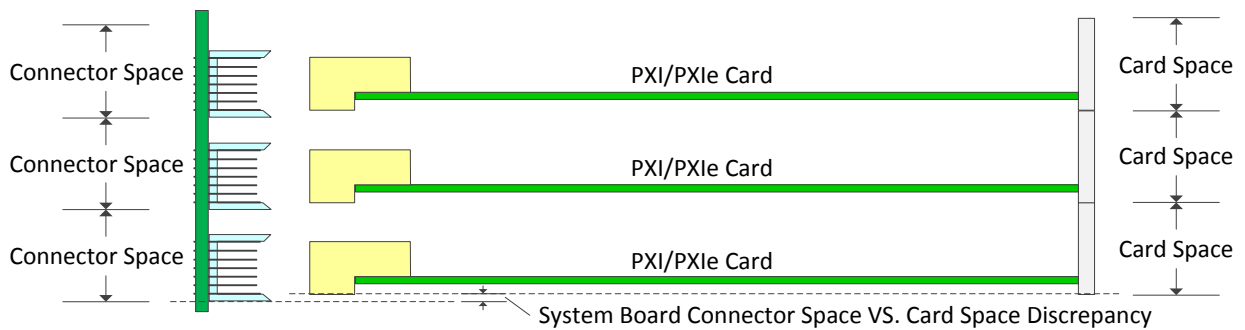 Connector Space
PXI/PXIe Card
Card Space
Connector Space
PXI/PXIe Card
Card Space
Connector Space
PXI/PXIe Card
Card Space
System Board Connector Space VS. Card Space Discrepancy